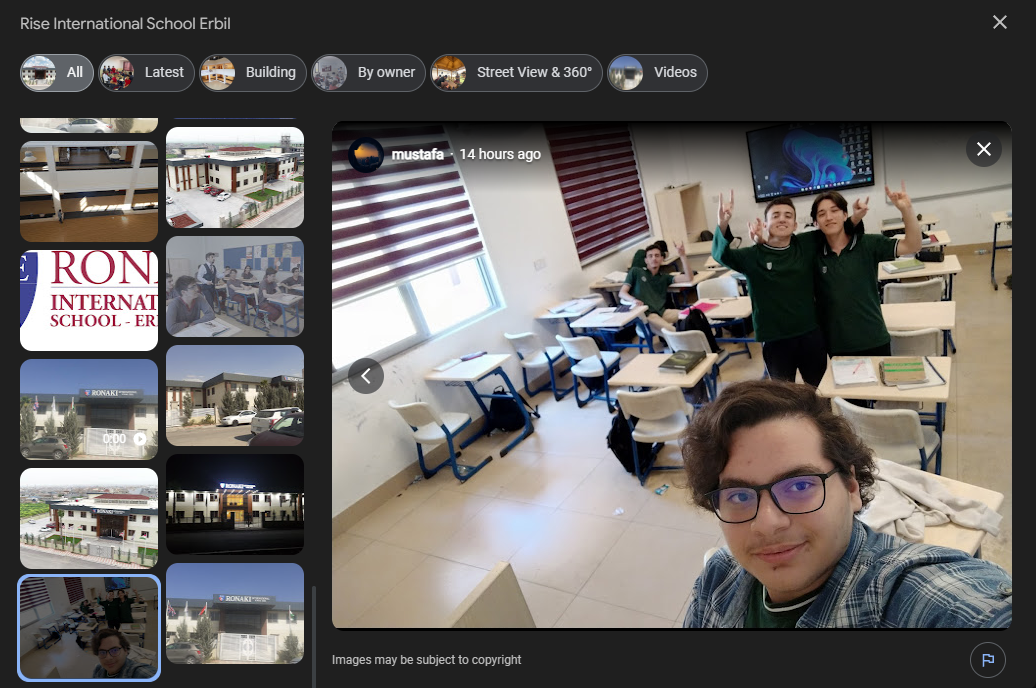 Rise International School Erbil
All
Latest
Building
By owner
Street View & 360°
Videos
mustafa · 14 hours ago
RON
INTERNAT
SCHOOL - ER
RONAKI
0:00
RONAKI
Images may be subject to copyright